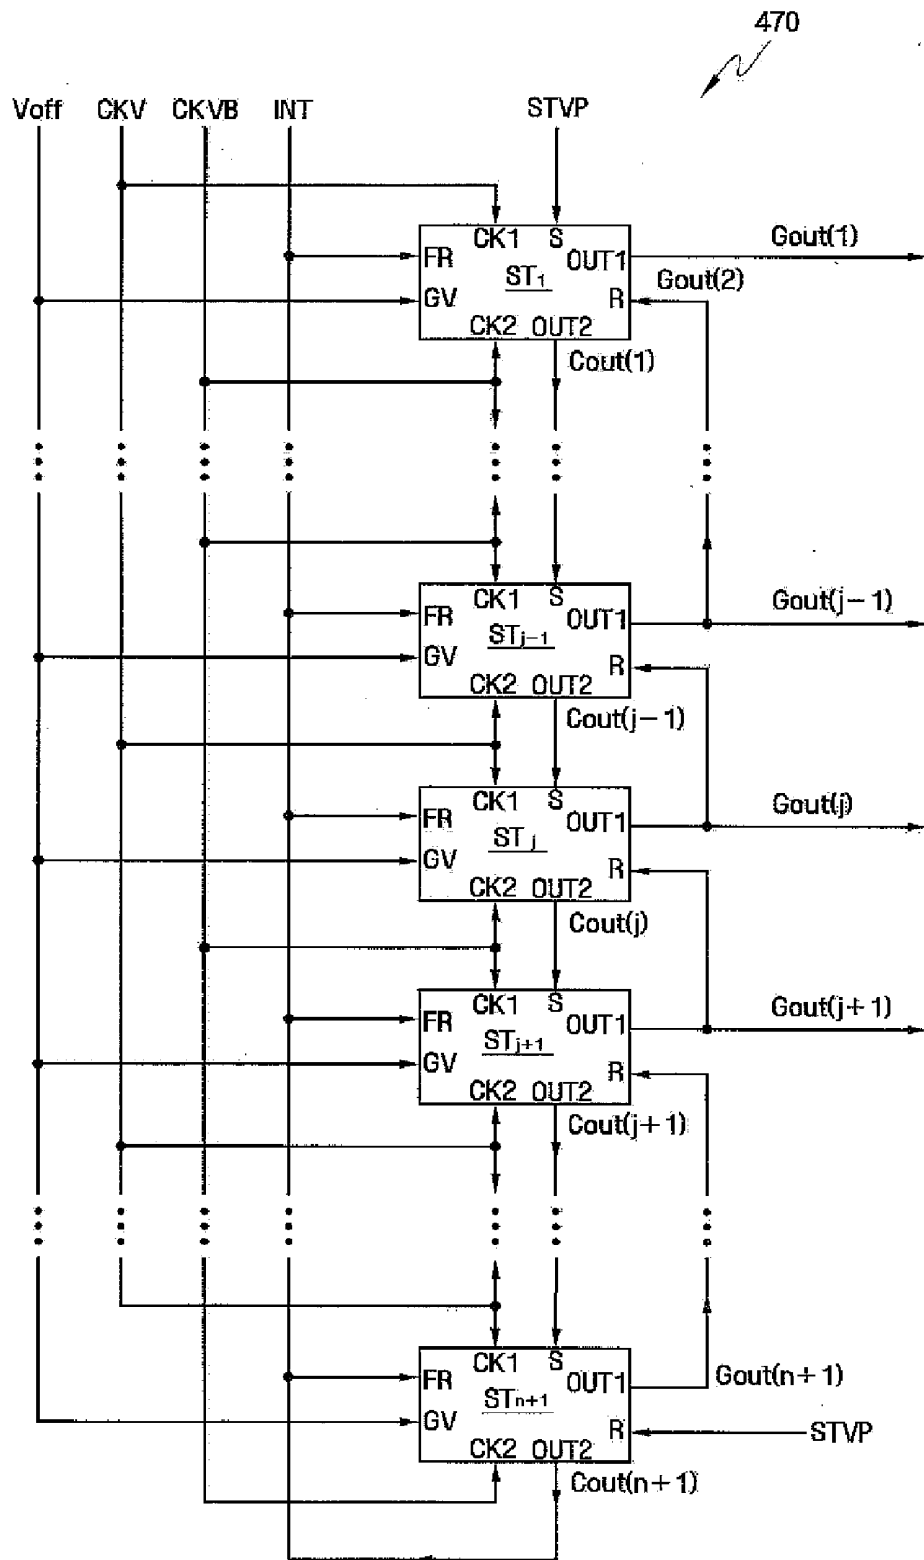 470
Voff CKV CKVB INT STVP
CK1 S
FR OUT1 Gout(1)
ST1
GV R Gout(2)
CK2 OUT2
Cout(1)
CK1 S
FR OUT1 Gout(j−1)
STj−1
GV R
CK2 OUT2
Cout(j−1)
CK1 S
FR OUT1 Gout(j)
STj
GV R
CK2 OUT2
Cout(j)
CK1 S
FR OUT1 Gout(j+1)
STj+1
GV R
CK2 OUT2
Cout(j+1)
CK1 S
FR OUT1 Gout(n+1)
STn+1
GV R STVP
CK2 OUT2
Cout(n+1)